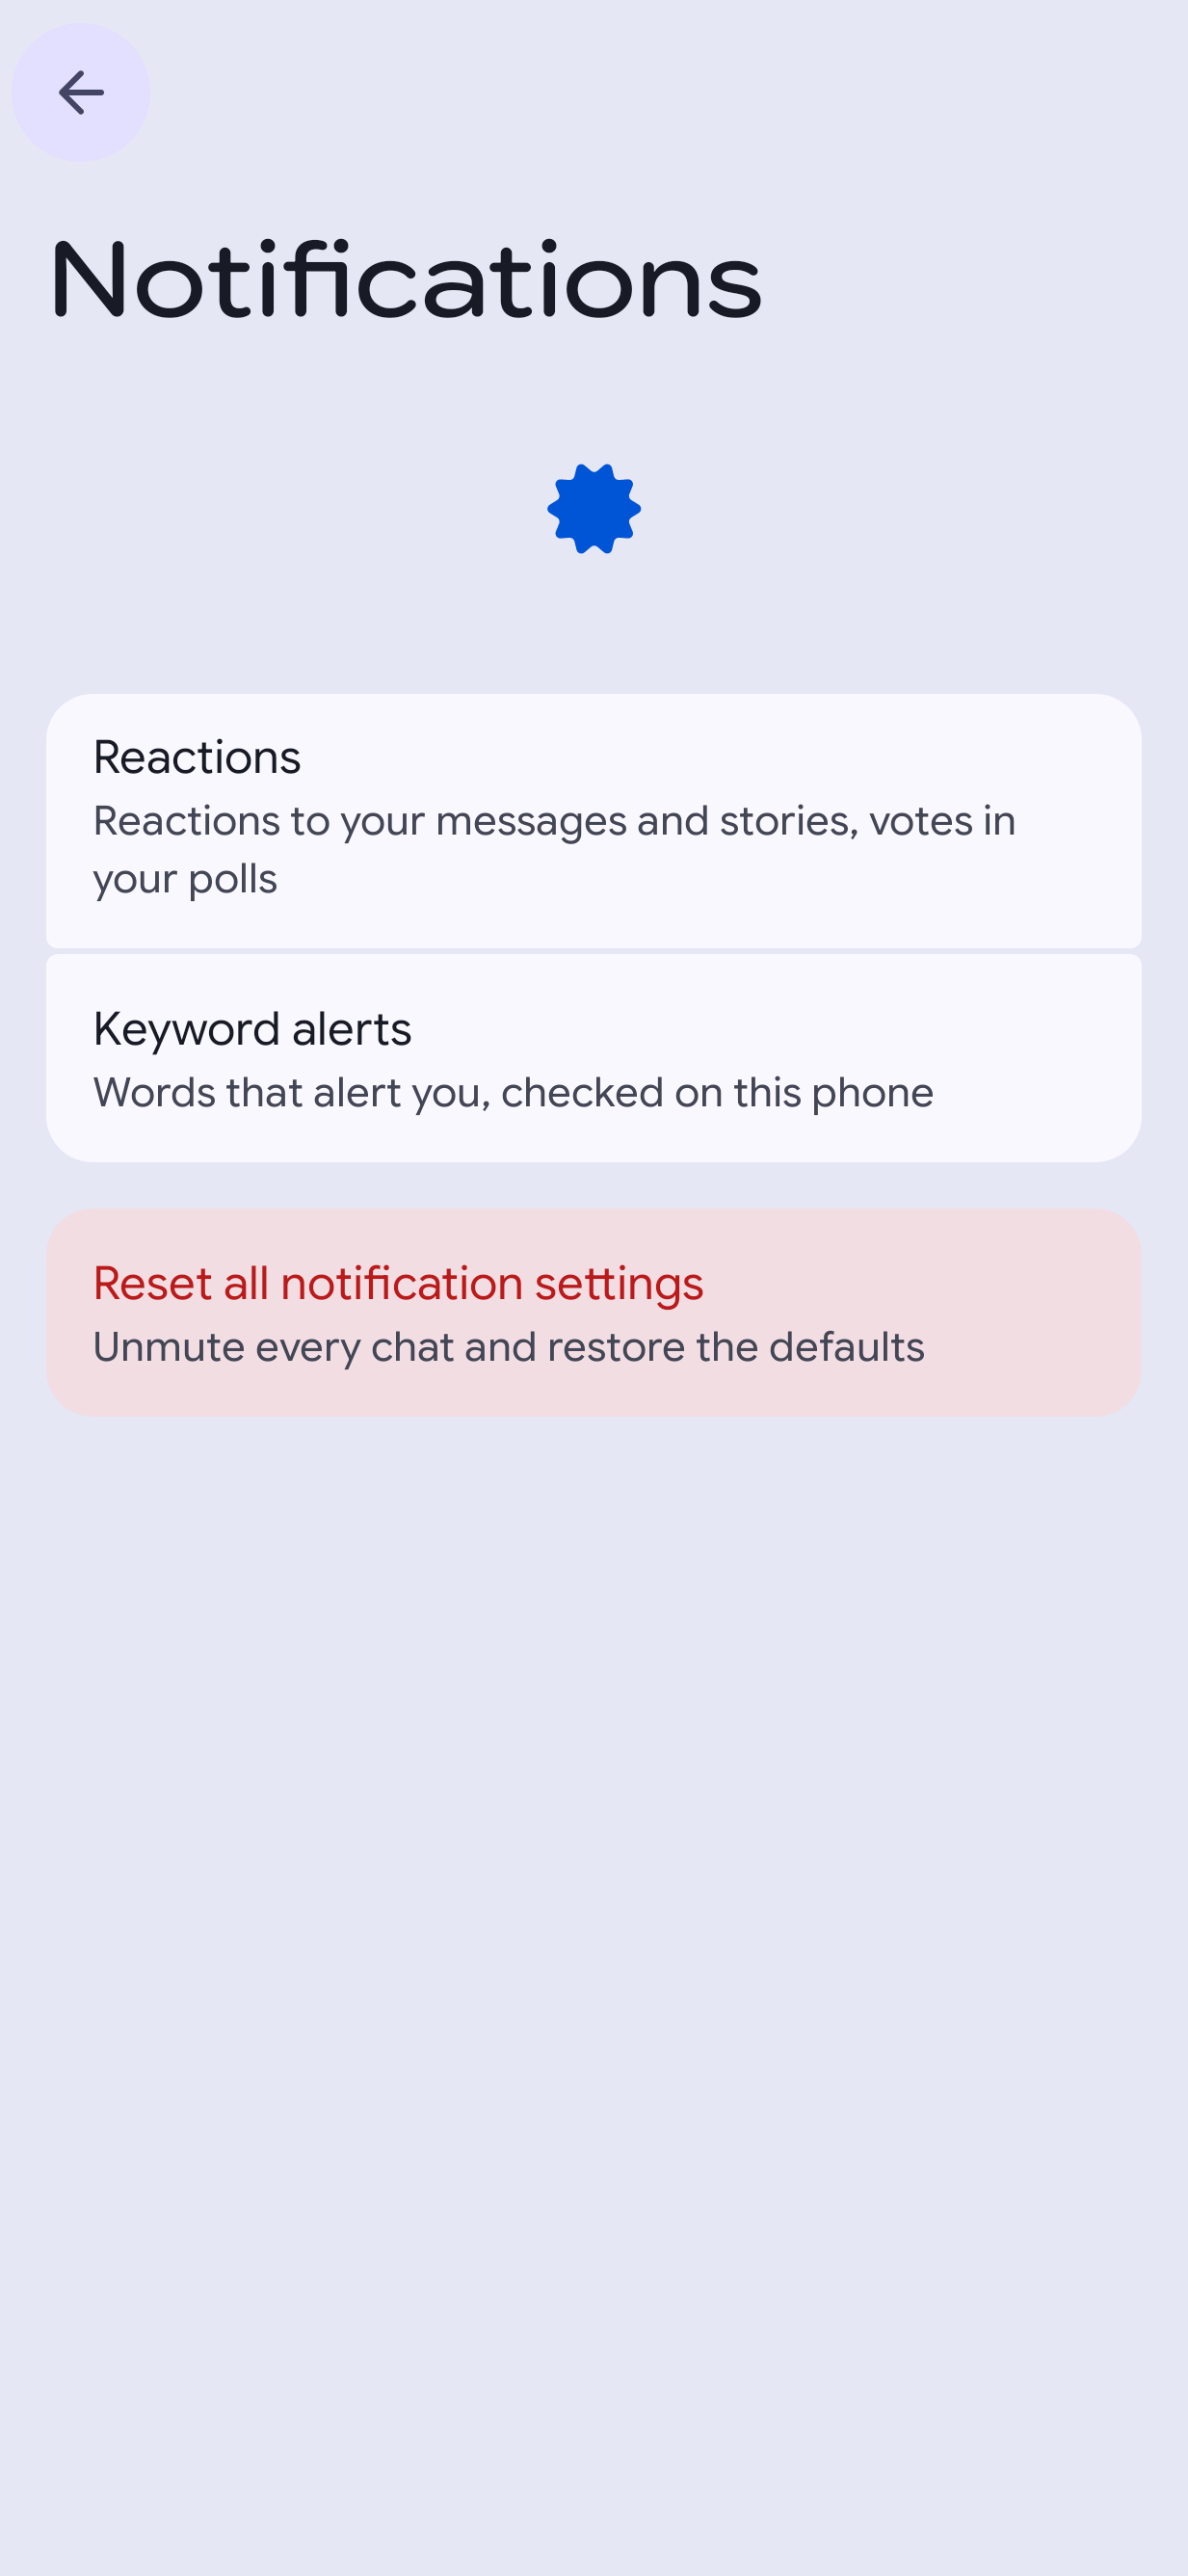 Notifications
Reactions
Reactions to your messages and stories, votes in
your polls
Keyword alerts
Words that alert you, checked on this phone
Reset all notification settings
Unmute every chat and restore the defaults